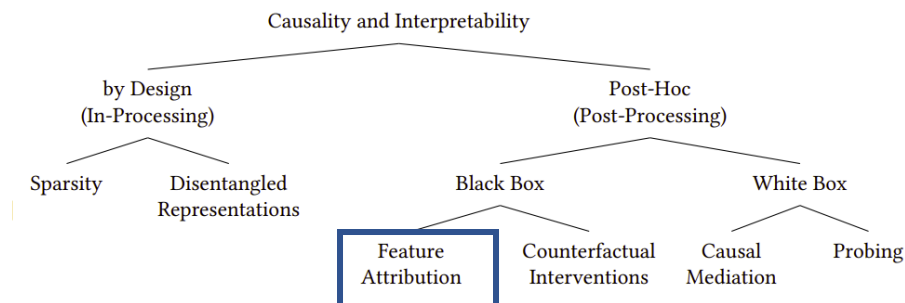 Causality and Interpretability
by Design
(In-Processing)
Post-Hoc
(Post-Processing)
Sparsity
Disentangled
Representations
Black Box
White Box
Feature
Attribution
Counterfactual
Interventions
Causal
Mediation
Probing